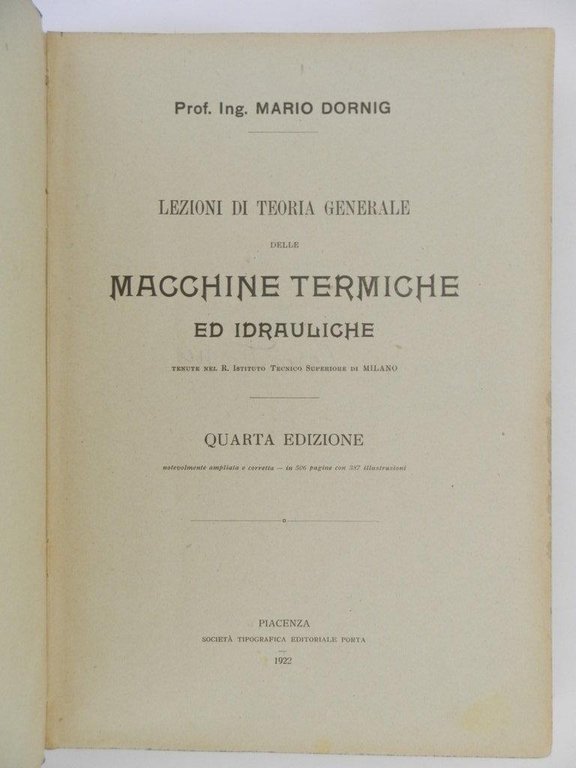 Prof. Ing. MARIO DORNIG
LEZIONI DI TEORIA GENERALE
DELLE
MACCHINE TERMICHE
ED IDRAULICHE
TENUTE NEL R. ISTITUTO TECNICO SUPERIORE DI MILANO
QUARTA EDIZIONE
notevolmente ampliata e corretta — in 506 pagine con 387 illustrazioni
PIACENZA
SOCIETÀ TIPOGRAFICA EDITORIALE PORTA
1922